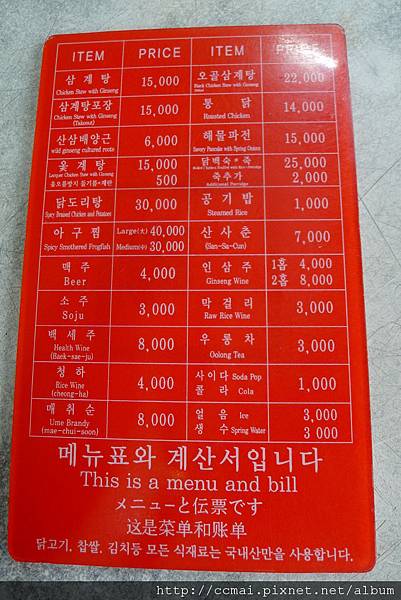 ITEM PRICE ITEM PRICE
삼계탕 15,000 오골삼계탕 22,000
Chicken Stew with Ginseng Black Chicken Stew with Ginseng
삼계탕포장 15,000 통닭 14,000
Chicken Stew with Ginseng Roasted Chicken
(Takeout)
산삼배양근 6,000 해물파전 15,000
wild ginseng cultured roots Savory Pancake with Spring Onions
옻계탕 15,000 닭백숙·죽 25,000
Lacquer Chicken Stew with Ginseng
옻오름방지 500 죽추가 2,000
Additional Porridge
닭도리탕 30,000 공기밥 1,000
Spicy Braised Chicken and Potatoes Steamed Rice
아구찜 Large(大) 40,000 산사춘 7,000
Spicy Smothered Frogfish Medium(中) 30,000 (San-Sa-Cun)
맥주 4,000 인삼주 1홉 4,000
Beer Ginseng Wine 2홉 8,000
소주 3,000 막걸리 3,000
Soju Raw Rice Wine
백세주 8,000 우롱차 3,000
Health Wine Oolong Tea
(Baek-sae-ju)
청하 4,000 사이다 Soda Pop 1,000
Rice Wine 콜라 Cola
(cheong-ha)
매취순 8,000 얼음 Ice 3,000
Ume Brandy 생수 Spring Water 3 000
(mae-chui-soon)
메뉴표와 계산서입니다
This is a menu and bill
メニューと伝票です
这是菜单和账单
닭고기, 찹쌀, 김치등 모든 식재료는 국내산만을 사용합니다.
http://ccmai.pixnet.net/album